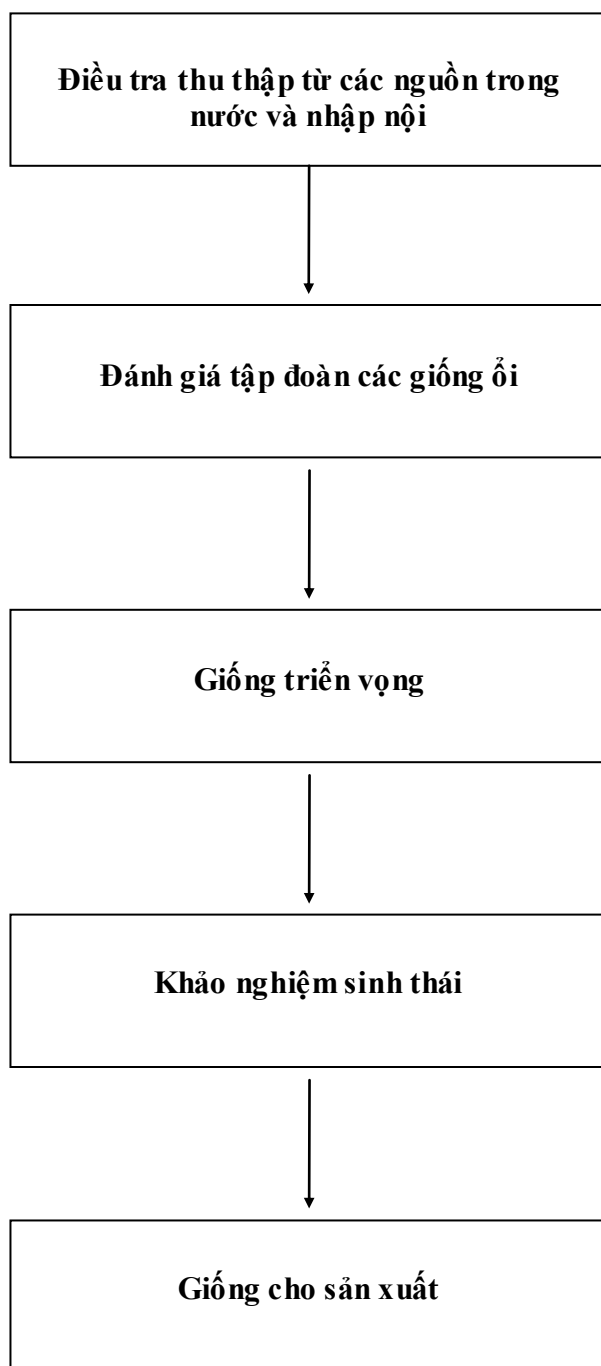 Điều tra thu thập từ các nguồn trong
nước và nhập nội
Đánh giá tập đoàn các giống ổi
Giống triển vọng
Khảo nghiệm sinh thái
Giống cho sản xuất